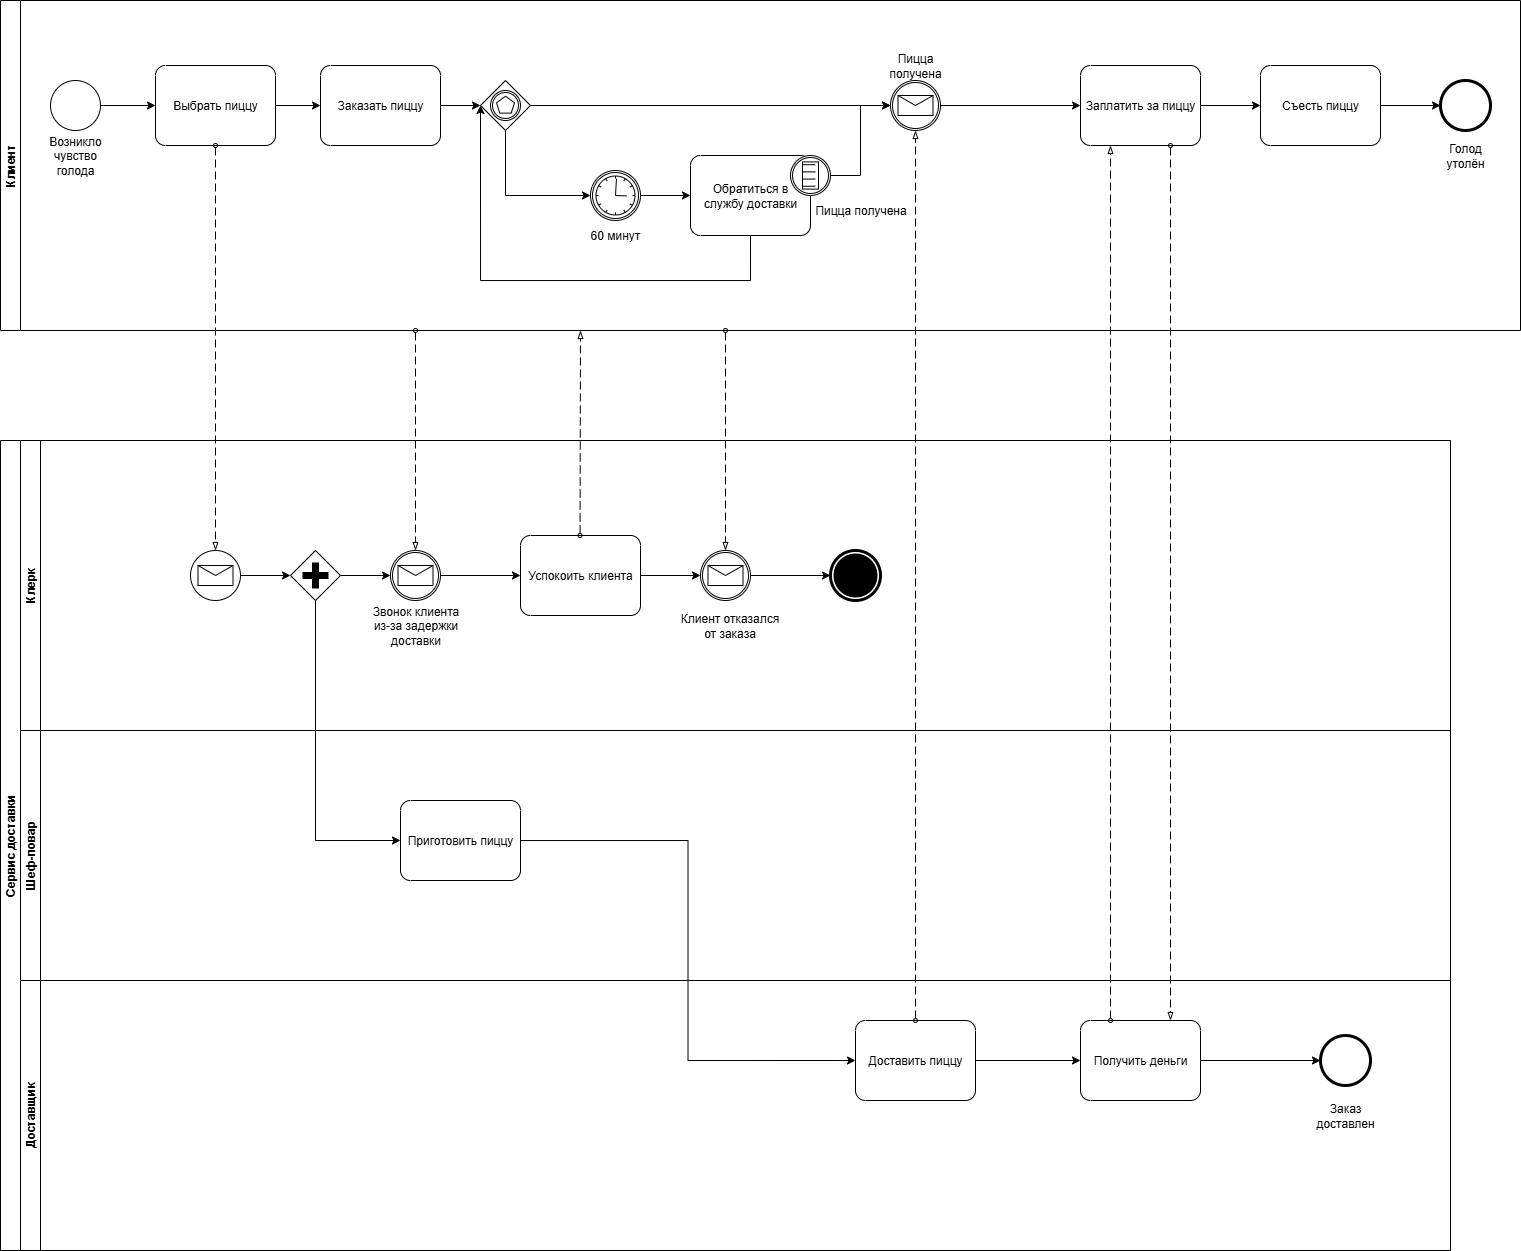 Клиент
Пицца
получена
Выбрать пиццу
Заказать пиццу
Заплатить за пиццу
Съесть пиццу
Возникло
чувство
голода
Голод
утолён
Обратиться в
службу доставки
Пицца получена
60 минут
Сервис доставки
Клерк
Успокоить клиента
Звонок клиента
из-за задержки
доставки
Клиент отказался
от заказа
Шеф-повар
Приготовить пиццу
Доставщик
Доставить пиццу
Получить деньги
Заказ
доставлен